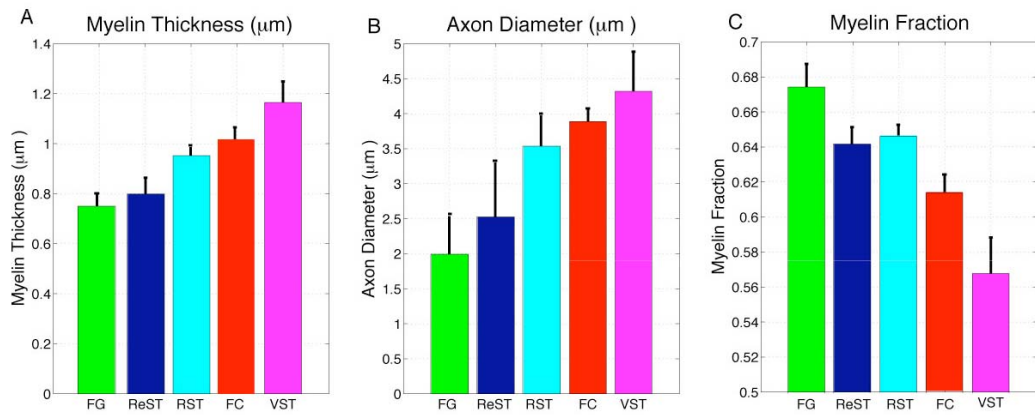 A
Myelin Thickness (μm)
Myelin Thickness (μm )
1.4
1.2
1
0.8
0.6
0.4
0.2
0
FG ReST RST FC VST
B
Axon Diameter (μm )
Axon Diameter (μm )
5
4.5
4
3.5
3
2.5
2
1.5
1
0.5
0
FG ReST RST FC VST
C
Myelin Fraction
Myelin Fraction
0.7
0.68
0.66
0.64
0.62
0.6
0.58
0.56
0.54
0.52
0.5
FG ReST RST FC VST